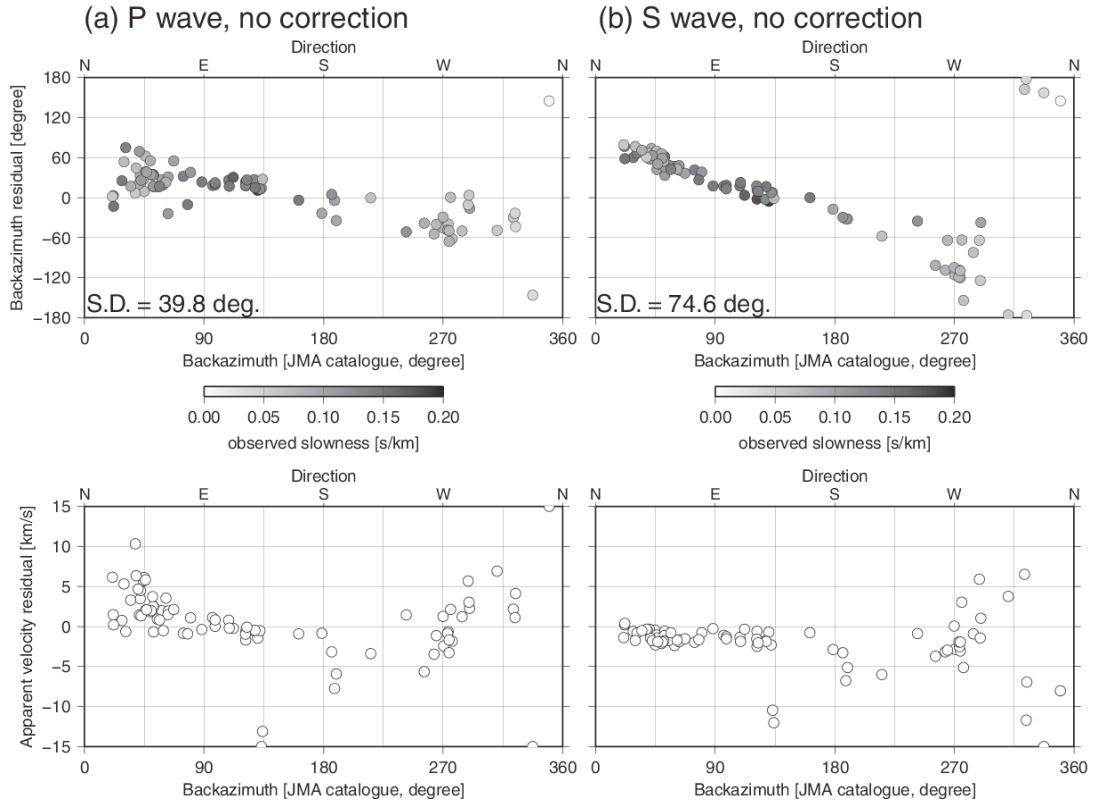 (a) P wave, no correction
Direction
N E S W N
180
120
60
0
−60
−120
−180
Backazimuth residual [degree]
S.D. = 39.8 deg.
0 90 180 270 360
Backazimuth [JMA catalogue, degree]
0.00 0.05 0.10 0.15 0.20
observed slowness [s/km]
(b) S wave, no correction
Direction
N E S W N
S.D. = 74.6 deg.
0 90 180 270 360
Backazimuth [JMA catalogue, degree]
0.00 0.05 0.10 0.15 0.20
observed slowness [s/km]
Direction
N E S W N
15
10
5
0
−5
−10
−15
Apparent velocity residual [km/s]
0 90 180 270 360
Backazimuth [JMA catalogue, degree]
Direction
N E S W N
0 90 180 270 360
Backazimuth [JMA catalogue, degree]